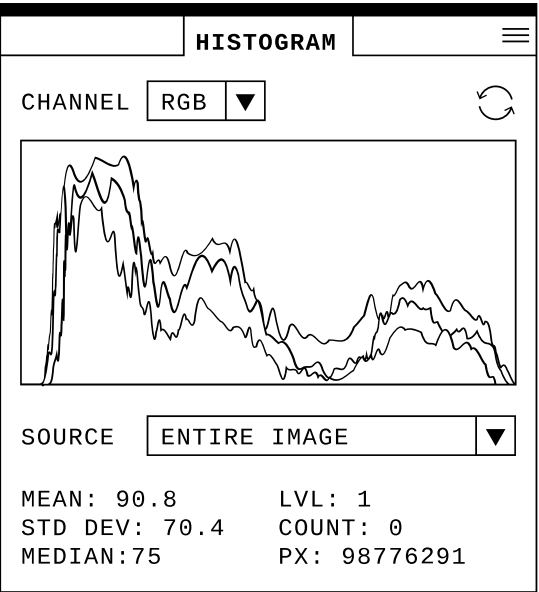 HISTOGRAM
CHANNEL RGB
SOURCE ENTIRE IMAGE
MEAN: 90.8 LVL: 1
STD DEV: 70.4 COUNT: 0
MEDIAN:75 PX: 98776291